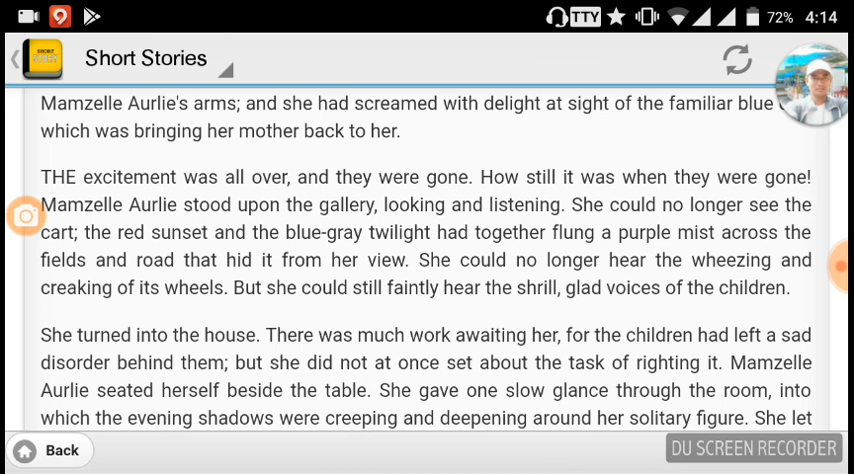 TTY 72% 4:14
Short Stories
Mamzelle Aurlie's arms; and she had screamed with delight at sight of the familiar blue
which was bringing her mother back to her.
THE excitement was all over, and they were gone. How still it was when they were gone!
Mamzelle Aurlie stood upon the gallery, looking and listening. She could no longer see the
cart; the red sunset and the blue-gray twilight had together flung a purple mist across the
fields and road that hid it from her view. She could no longer hear the wheezing and
creaking of its wheels. But she could still faintly hear the shrill, glad voices of the children.
She turned into the house. There was much work awaiting her, for the children had left a sad
disorder behind them; but she did not at once set about the task of righting it. Mamzelle
Aurlie seated herself beside the table. She gave one slow glance through the room, into
which the evening shadows were creeping and deepening around her solitary figure. She let
Back
DU SCREEN RECORDER